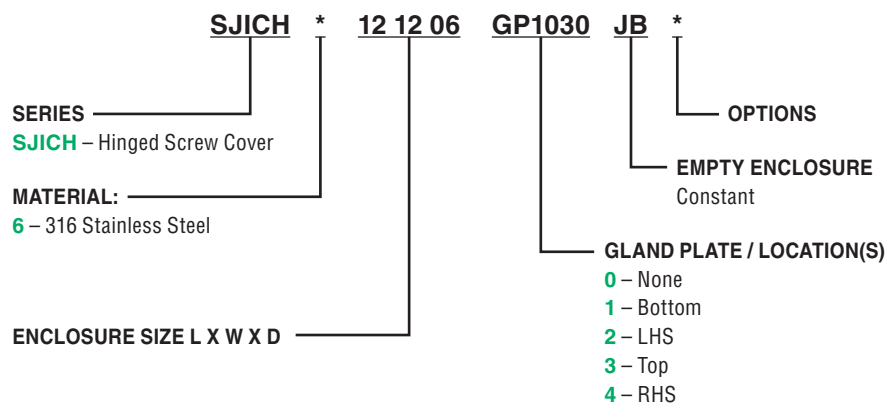 SJICH * 12 12 06 GP1030 JB *
SERIES
SJICH – Hinged Screw Cover
MATERIAL:
6 – 316 Stainless Steel
ENCLOSURE SIZE L X W X D
OPTIONS
EMPTY ENCLOSURE
Constant
GLAND PLATE / LOCATION(S)
0 – None
1 – Bottom
2 – LHS
3 – Top
4 – RHS